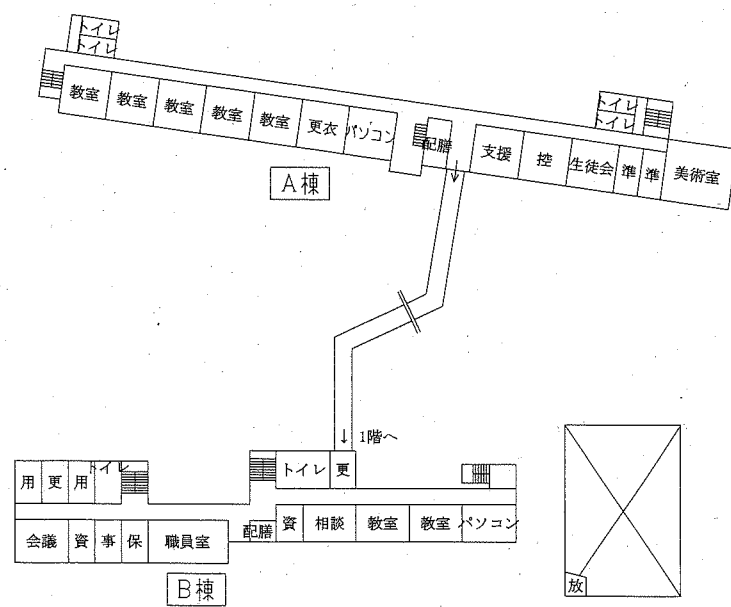 トイレ
トイレ
教室
教室
教室
教室
教室
更衣
パソコン
配膳
支援
控
生徒会
準
準
美術室
トイレ
トイレ
A棟
↓
↓ 1階へ
用
更
用
トイレ
トイレ
更
会議
資
事
保
職員室
配膳
資
相談
教室
教室
パソコン
B棟
放